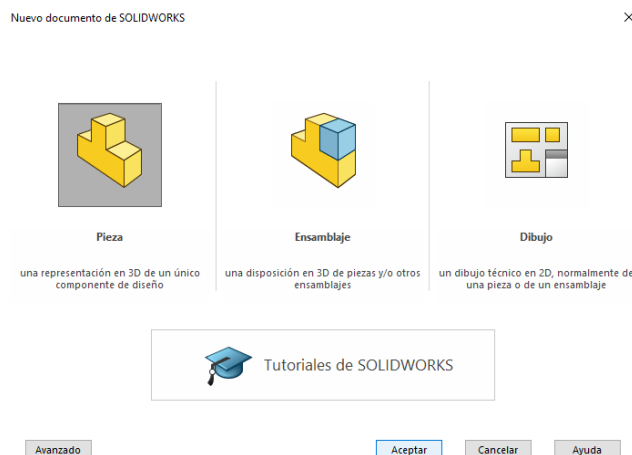 Nuevo documento de SOLIDWORKS
Pieza
una representación en 3D de un único
componente de diseño
Ensamblaje
una disposición en 3D de piezas y/o otros
ensamblajes
Dibujo
un dibujo técnico en 2D, normalmente de
una pieza o de un ensamblaje
Tutoriales de SOLIDWORKS
Avanzado
Aceptar
Cancelar
Ayuda